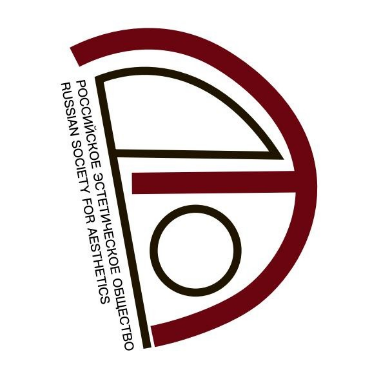 РОССИЙСКОЕ ЭСТЕТИЧЕСКОЕ ОБЩЕСТВО
RUSSIAN SOCIETY FOR AESTHETICS